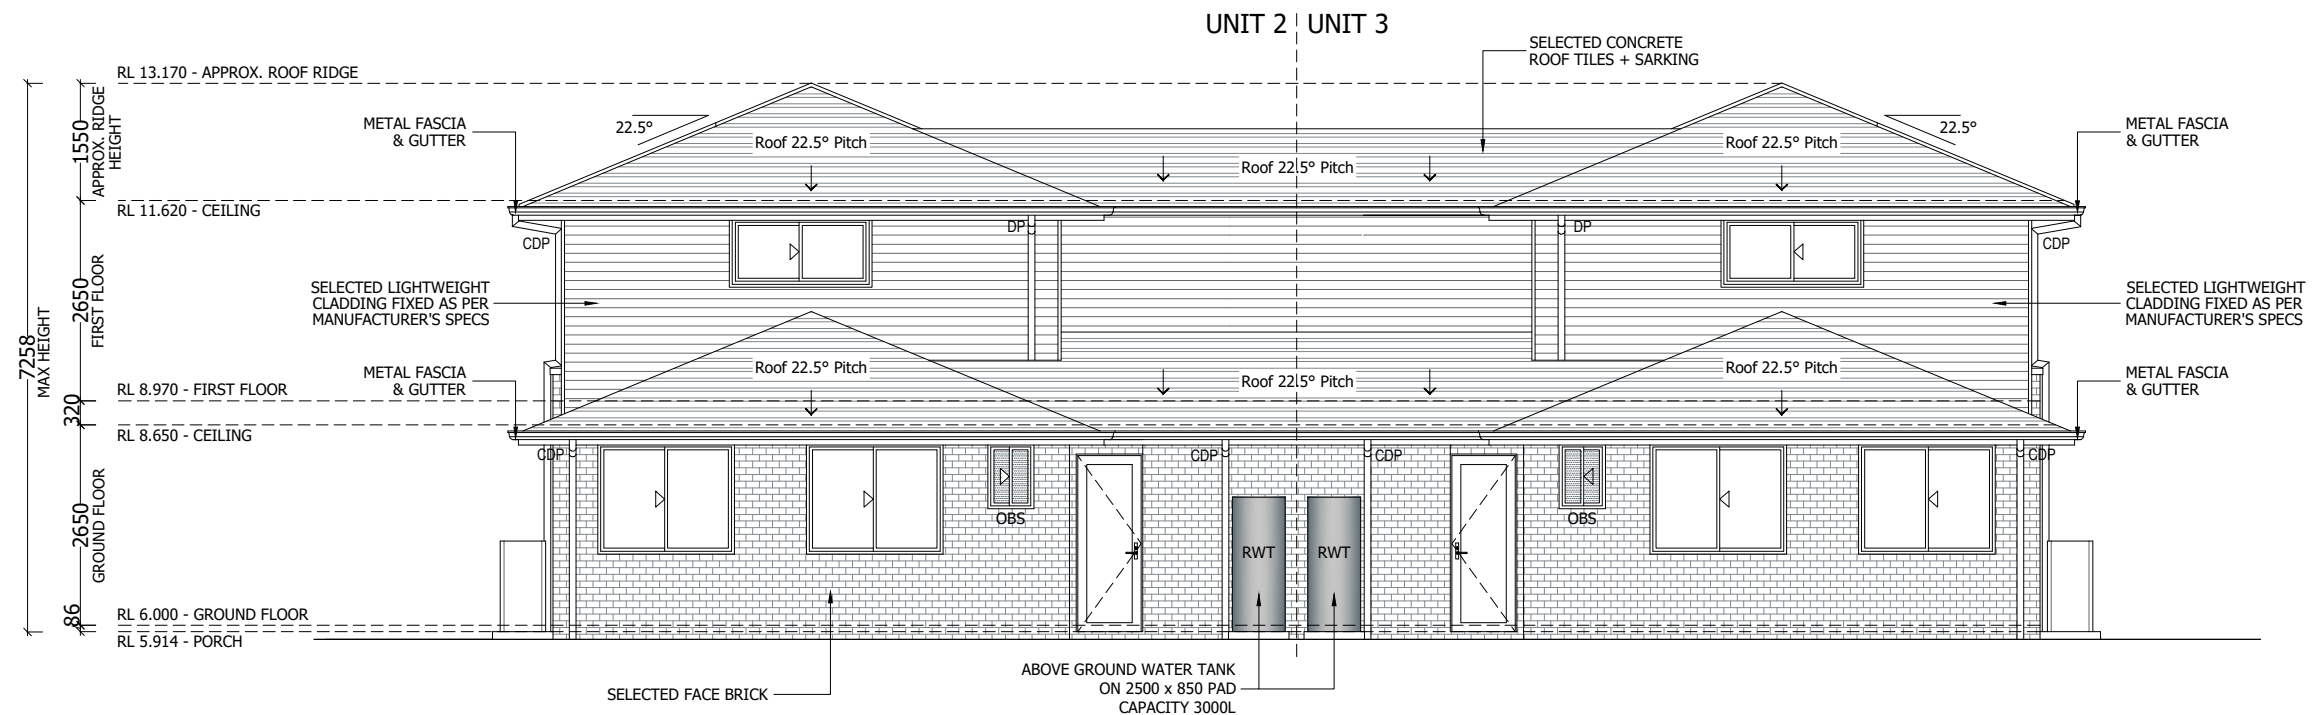 UNIT 2 UNIT 3
SELECTED CONCRETE
ROOF TILES + SARKING
RL 13.170 - APPROX. ROOF RIDGE
METAL FASCIA
& GUTTER
22.5°
Roof 22.5° Pitch
Roof 22.5° Pitch
Roof 22.5° Pitch
22.5°
METAL FASCIA
& GUTTER
1550
APPROX. RIDGE
HEIGHT
RL 11.620 - CEILING
CDP
DP
DP
CDP
SELECTED LIGHTWEIGHT
CLADDING FIXED AS PER
MANUFACTURER'S SPECS
SELECTED LIGHTWEIGHT
CLADDING FIXED AS PER
MANUFACTURER'S SPECS
2650
FIRST FLOOR
7258
MAX HEIGHT
METAL FASCIA
& GUTTER
Roof 22.5° Pitch
Roof 22.5° Pitch
Roof 22.5° Pitch
METAL FASCIA
& GUTTER
RL 8.970 - FIRST FLOOR
320
RL 8.650 - CEILING
CDP
CDP
CDP
CDP
2650
GROUND FLOOR
OBS
OBS
RWT
RWT
86
RL 6.000 - GROUND FLOOR
RL 5.914 - PORCH
SELECTED FACE BRICK
ABOVE GROUND WATER TANK
ON 2500 x 850 PAD
CAPACITY 3000L